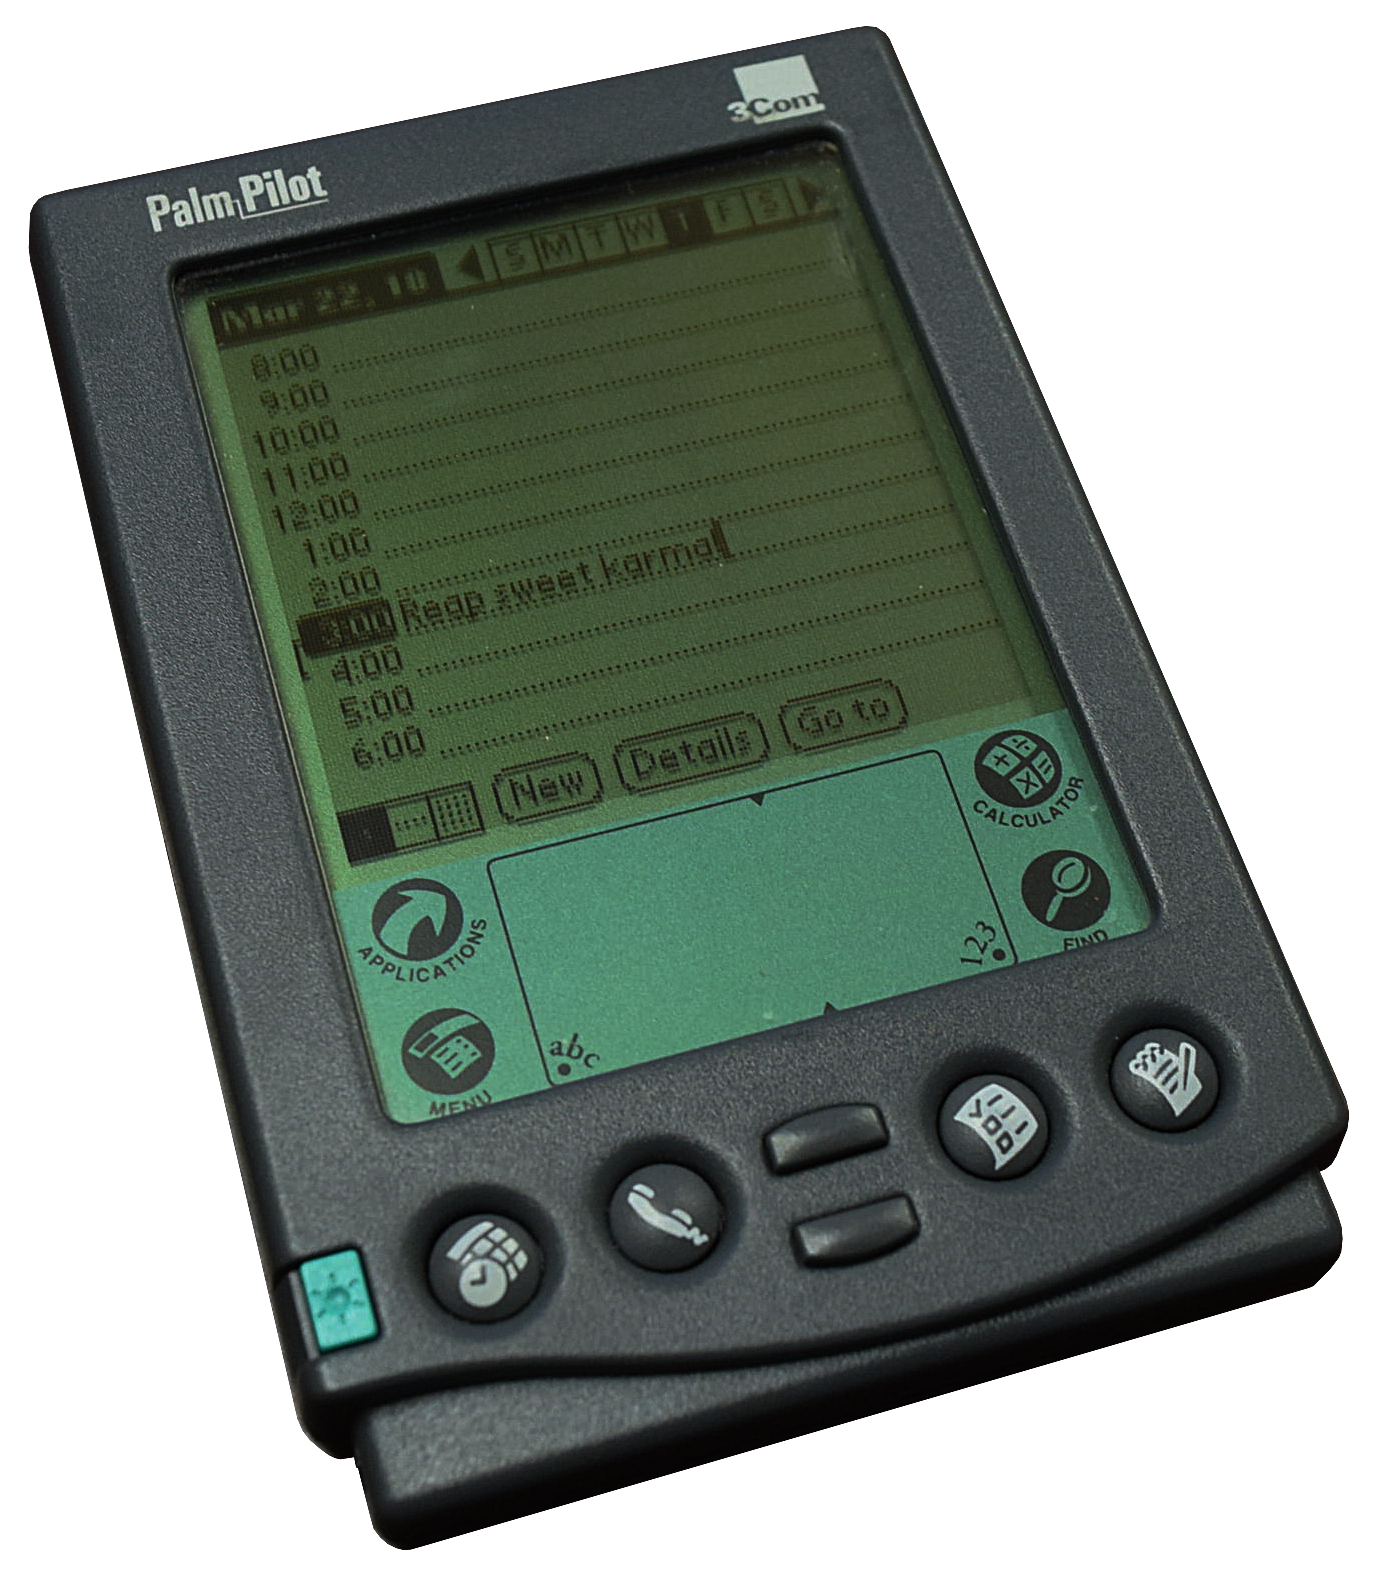 3Com
PalmPilot
Mar 22, 10 S M T W T F S
8:00
9:00
10:00
11:00
12:00
1:00
2:00
3:00 Reap sweet karma
4:00
5:00
6:00
New Details Go to
CALCULATOR
APPLICATIONS
FIND
123
abc
MENU